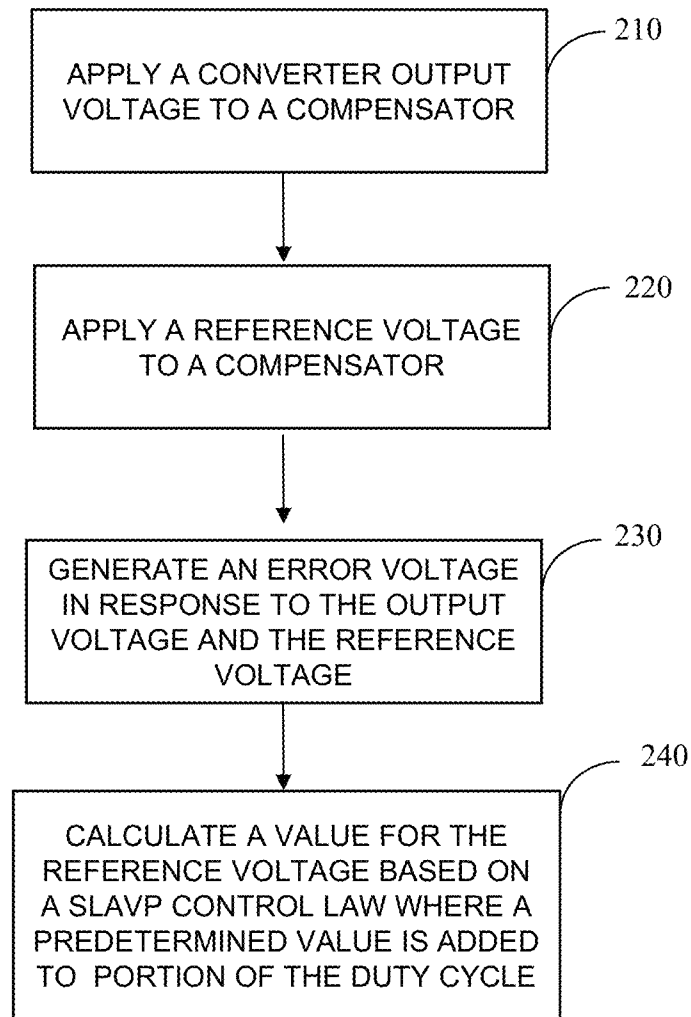 210
APPLY A CONVERTER OUTPUT
VOLTAGE TO A COMPENSATOR
220
APPLY A REFERENCE VOLTAGE
TO A COMPENSATOR
230
GENERATE AN ERROR VOLTAGE
IN RESPONSE TO THE OUTPUT
VOLTAGE AND THE REFERENCE
VOLTAGE
240
CALCULATE A VALUE FOR THE
REFERENCE VOLTAGE BASED ON
A SLAVP CONTROL LAW WHERE A
PREDETERMINED VALUE IS ADDED
TO PORTION OF THE DUTY CYCLE